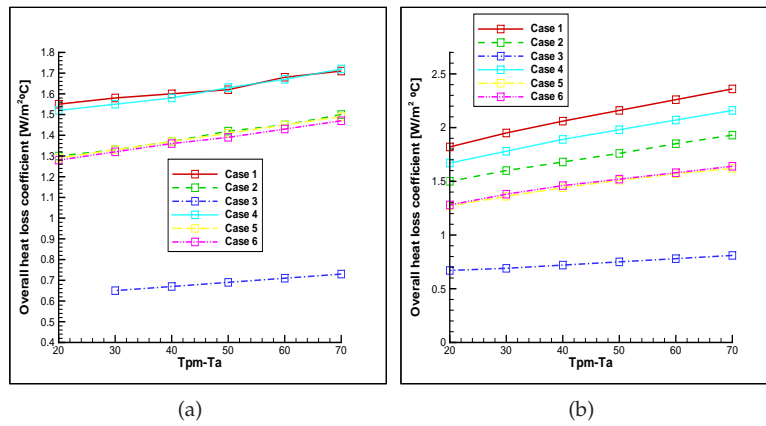 Overall heat loss coefficient [W/m²ºC]
1.8
1.7
1.6
1.5
1.4
1.3
1.2
1.1
1
0.9
0.8
0.7
0.6
0.5
0.4
20
30
40
50
60
70
Tpm-Ta
Case 1
Case 2
Case 3
Case 4
Case 5
Case 6
(a)
Overall heat loss coefficient [W/m² ºC]
2.5
2
1.5
1
0.5
0
20
30
40
50
60
70
Tpm-Ta
Case 1
Case 2
Case 3
Case 4
Case 5
Case 6
(b)